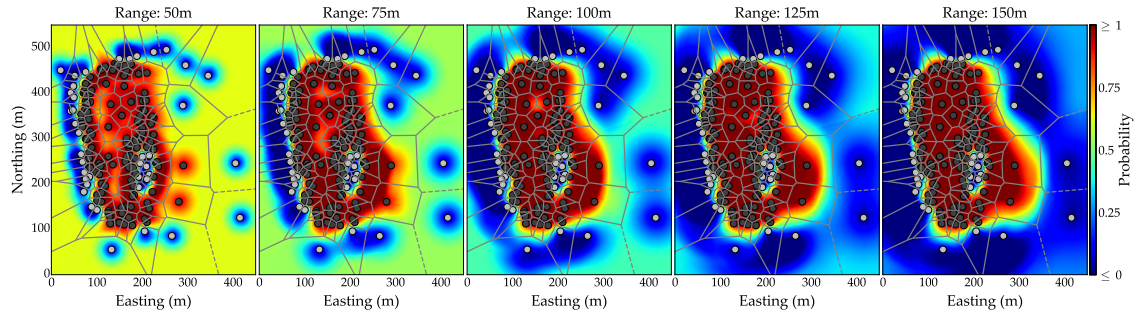 Range: 50m
Range: 75m
Range: 100m
Range: 125m
Range: 150m
Northing (m)
500
400
300
200
100
0
0 100 200 300 400
0 100 200 300 400
0 100 200 300 400
0 100 200 300 400
0 100 200 300 400
Easting (m)
Easting (m)
Easting (m)
Easting (m)
Easting (m)
≥ 1
0.75
0.5
0.25
≤ 0
Probability